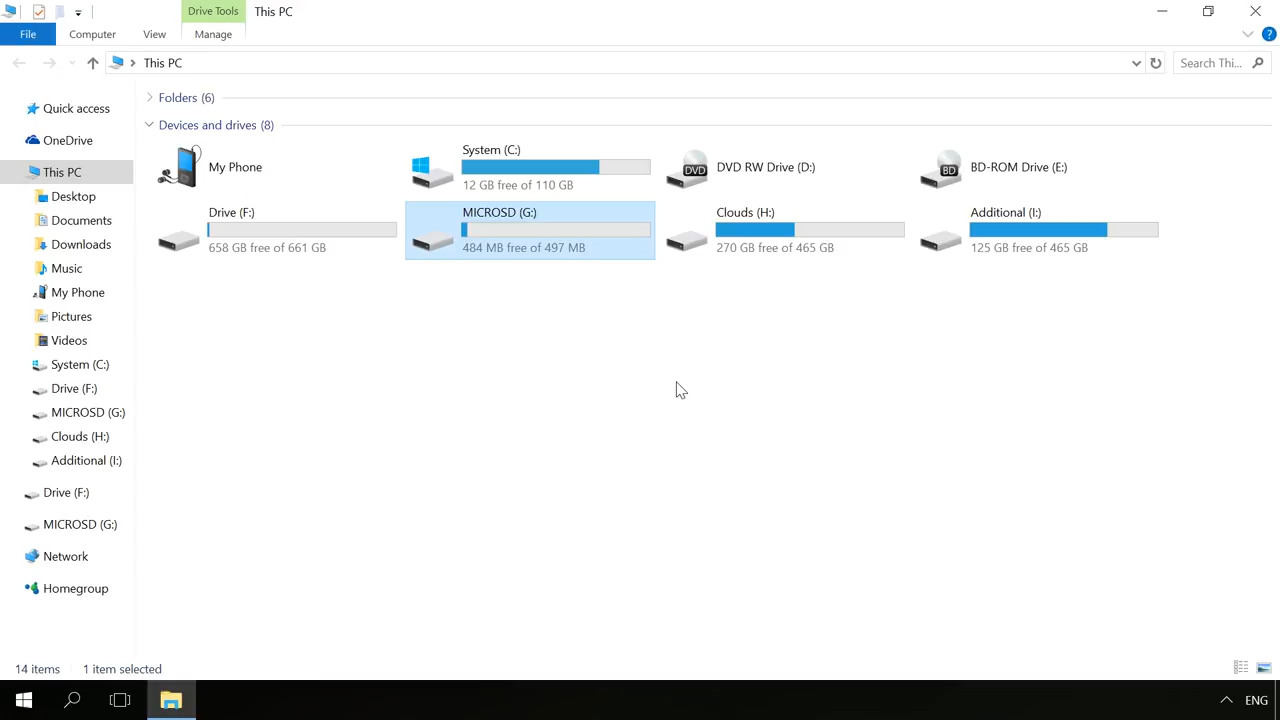 Drive Tools
This PC
File
Computer
View
Manage
This PC
Search Thi...
Quick access
OneDrive
This PC
Desktop
Documents
Downloads
Music
My Phone
Pictures
Videos
System (C:)
Drive (F:)
MICROSD (G:)
Clouds (H:)
Additional (I:)
Drive (F:)
MICROSD (G:)
Network
Homegroup
Folders (6)
Devices and drives (8)
My Phone
System (C:)
12 GB free of 110 GB
DVD RW Drive (D:)
DVD
BD-ROM Drive (E:)
BD
Drive (F:)
658 GB free of 661 GB
MICROSD (G:)
484 MB free of 497 MB
Clouds (H:)
270 GB free of 465 GB
Additional (I:)
125 GB free of 465 GB
14 items
1 item selected
ENG